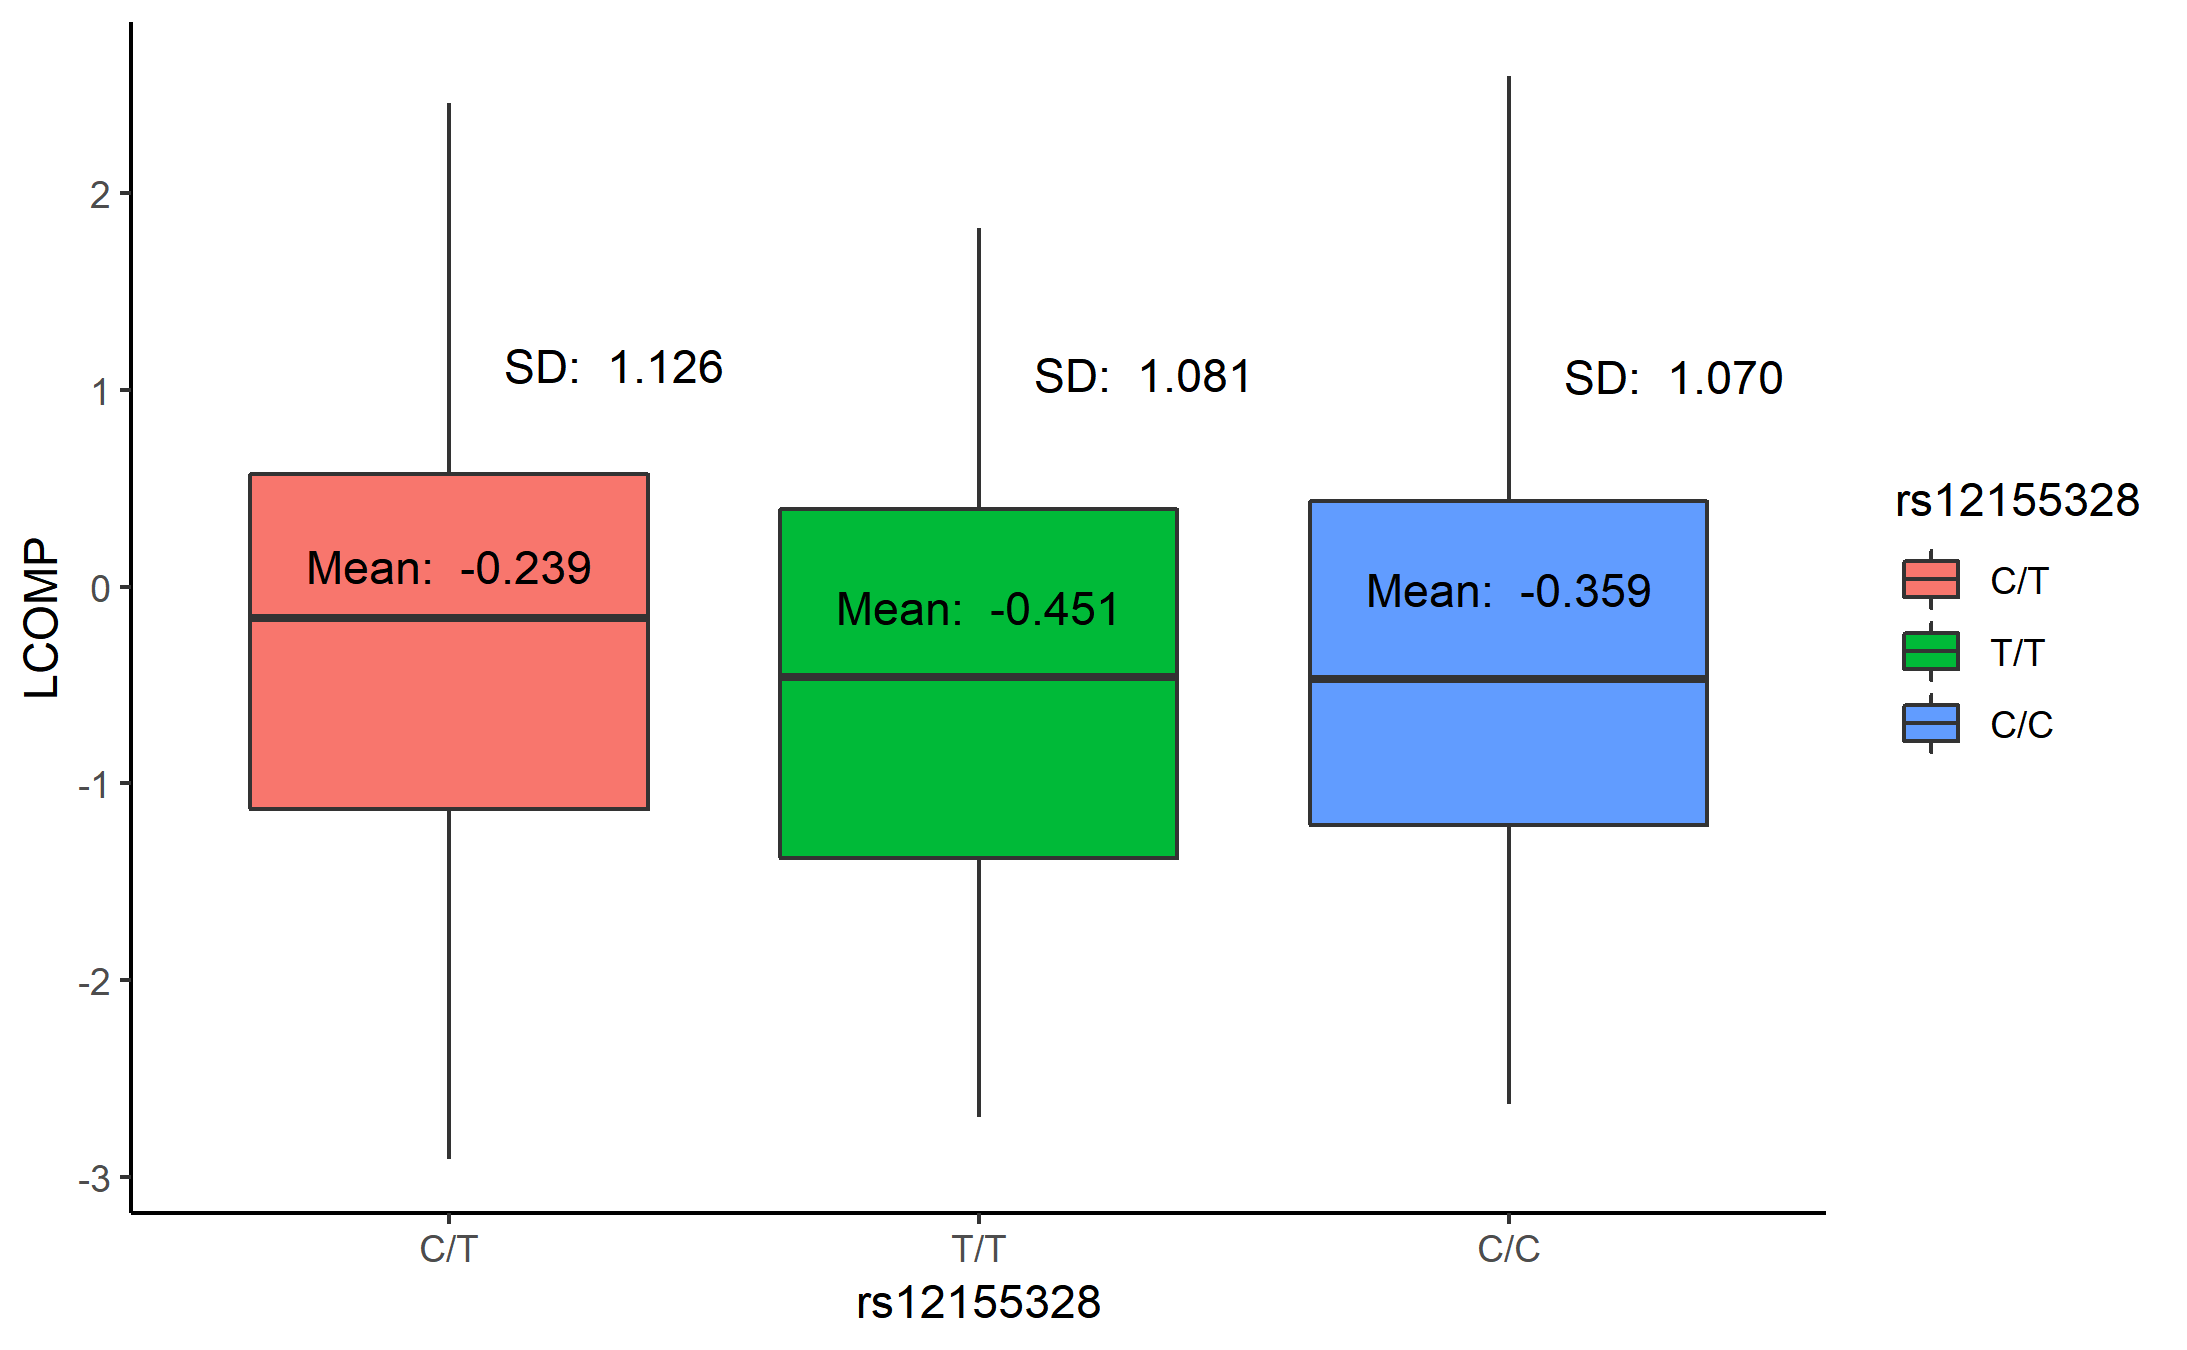 LCOMP
2
1
0
-1
-2
-3
SD: 1.126
SD: 1.081
SD: 1.070
Mean: -0.239
Mean: -0.451
Mean: -0.359
C/T
T/T
C/C
rs12155328
rs12155328
C/T
T/T
C/C